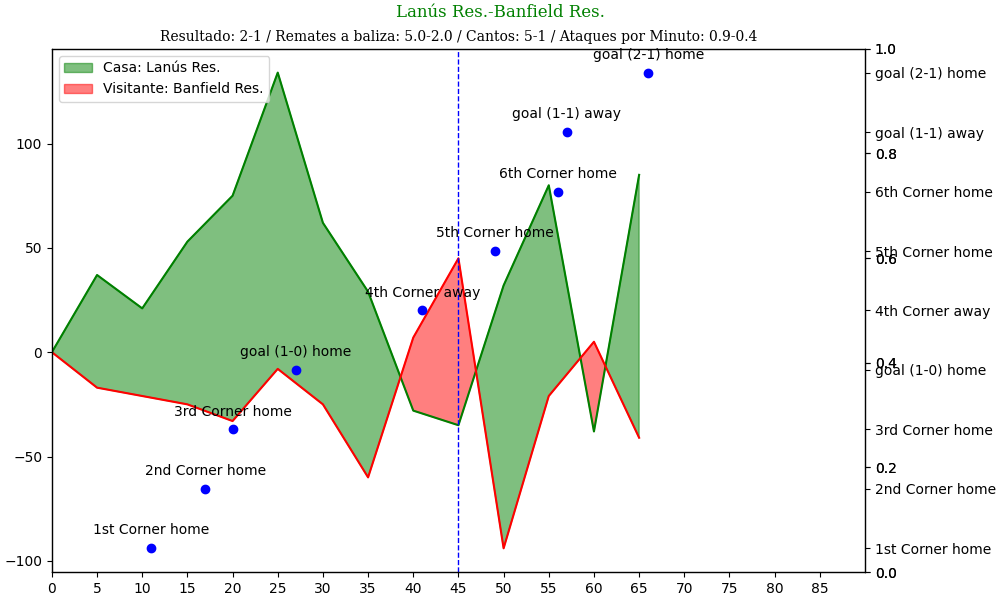 Lanús Res.-Banfield Res.
Resultado: 2-1 / Remates a baliza: 5.0-2.0 / Cantos: 5-1 / Ataques por Minuto: 0.9-0.4
Casa: Lanús Res.
Visitante: Banfield Res.
goal (2-1) home
goal (1-1) away
6th Corner home
5th Corner home
4th Corner away
goal (1-0) home
3rd Corner home
2nd Corner home
1st Corner home
100
50
0
−50
−100
1.0
goal (2-1) home
goal (1-1) away
0.8
6th Corner home
5th Corner home
0.6
4th Corner away
0.4
goal (1-0) home
3rd Corner home
0.2
2nd Corner home
1st Corner home
0.0
0 5 10 15 20 25 30 35 40 45 50 55 60 65 70 75 80 85